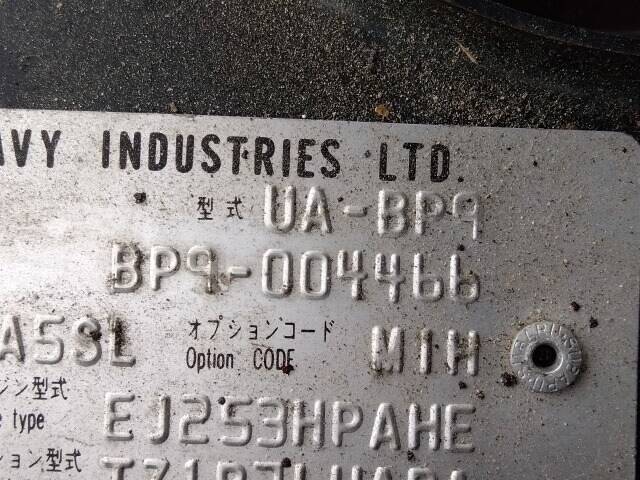 AVY INDUSTRIES LTD.
型式 UA-BP9
BP9-004466
A5SL オプションコード Option CODE M1H
ジン型式 e type EJ253HPAHE
ション型式